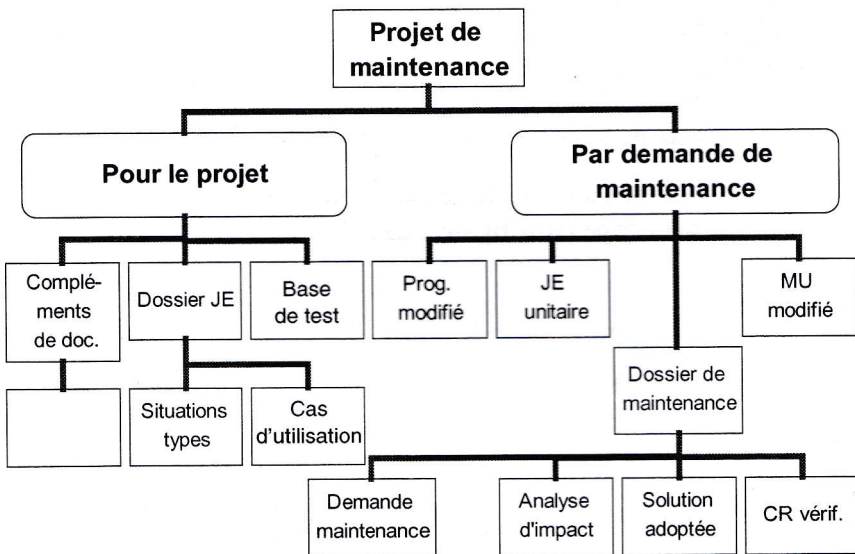 Projet de
maintenance
Pour le projet
Par demande de
maintenance
Complé-
ments
de doc.
Dossier JE
Base
de test
Prog.
modifié
JE
unitaire
MU
modifié
Situations
types
Cas
d'utilisation
Dossier de
maintenance
Demande
maintenance
Analyse
d'impact
Solution
adoptée
CR vérif.